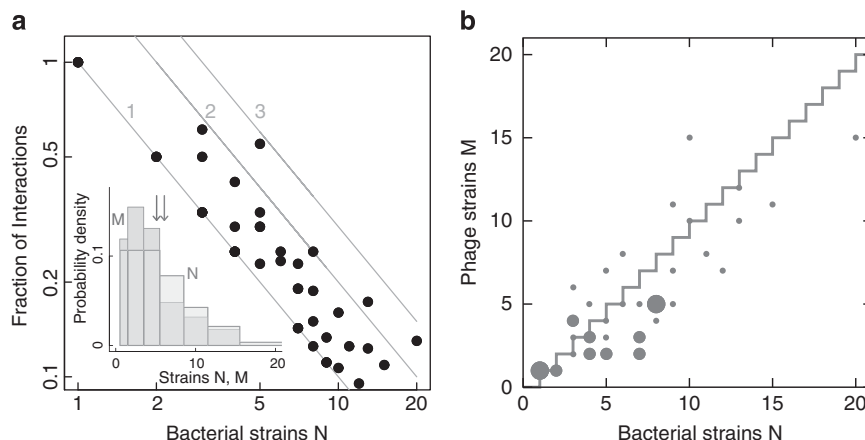 a
1
0.5
0.2
0.1
Fraction of Interactions
1
2
5
10
20
Bacterial strains N
1
2
3
Probability density
0.1
0
M
N
0
10
20
Strains N, M
b
20
15
10
5
0
Phage strains M
0
5
10
15
20
Bacterial strains N